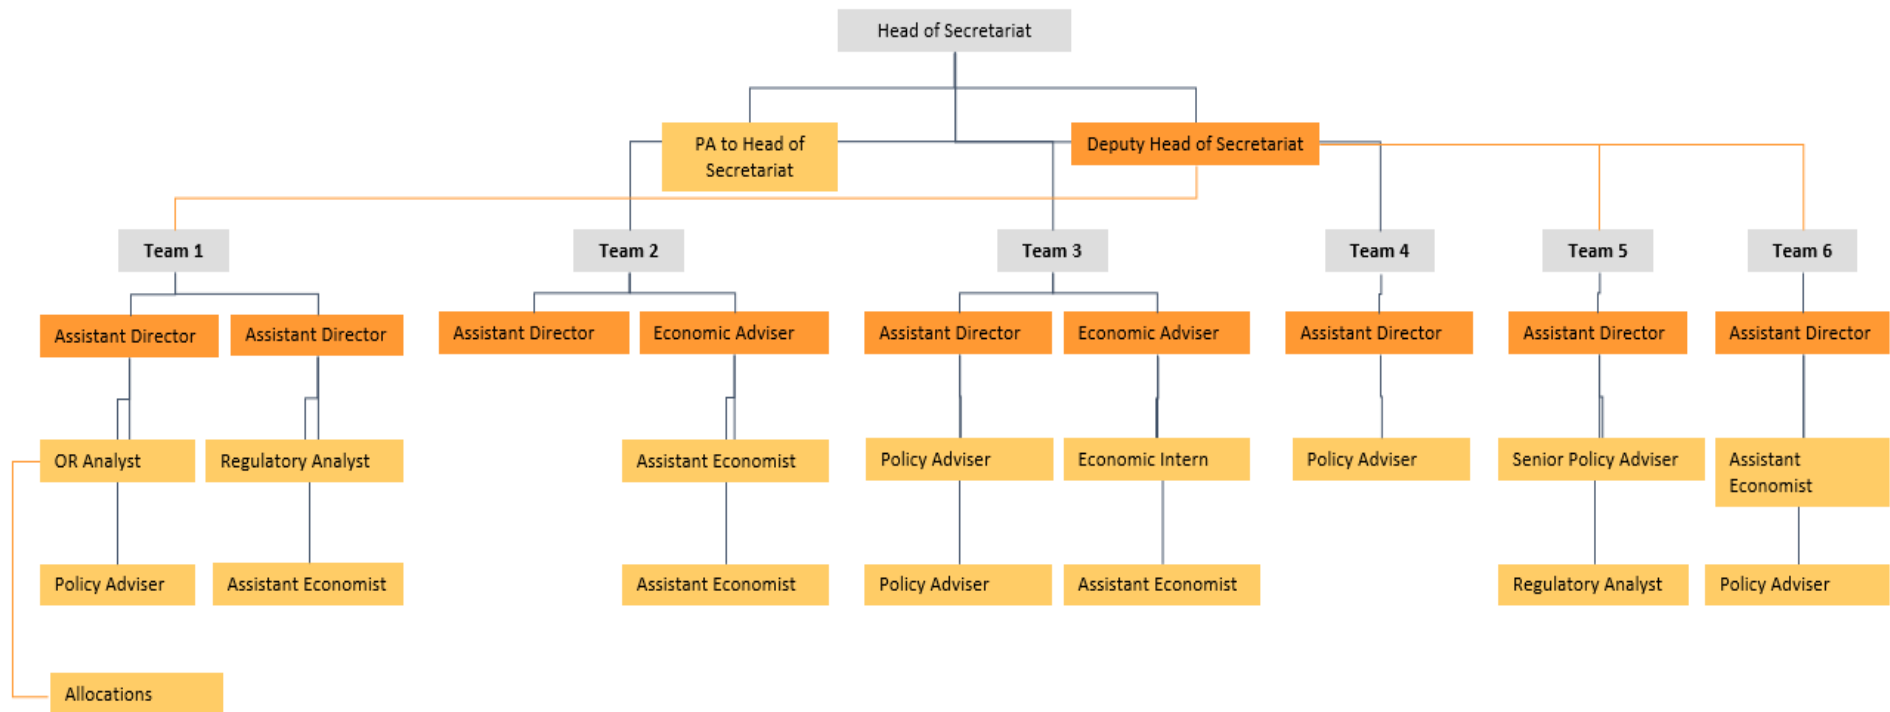 Head of Secretariat
PA to Head of
Secretariat
Deputy Head of Secretariat
Team 1
Team 2
Team 3
Team 4
Team 5
Team 6
Assistant Director
Assistant Director
Assistant Director
Economic Adviser
Assistant Director
Economic Adviser
Assistant Director
Assistant Director
Assistant Director
OR Analyst
Regulatory Analyst
Assistant Economist
Policy Adviser
Economic Intern
Policy Adviser
Senior Policy Adviser
Assistant
Economist
Policy Adviser
Assistant Economist
Assistant Economist
Policy Adviser
Assistant Economist
Regulatory Analyst
Policy Adviser
Allocations